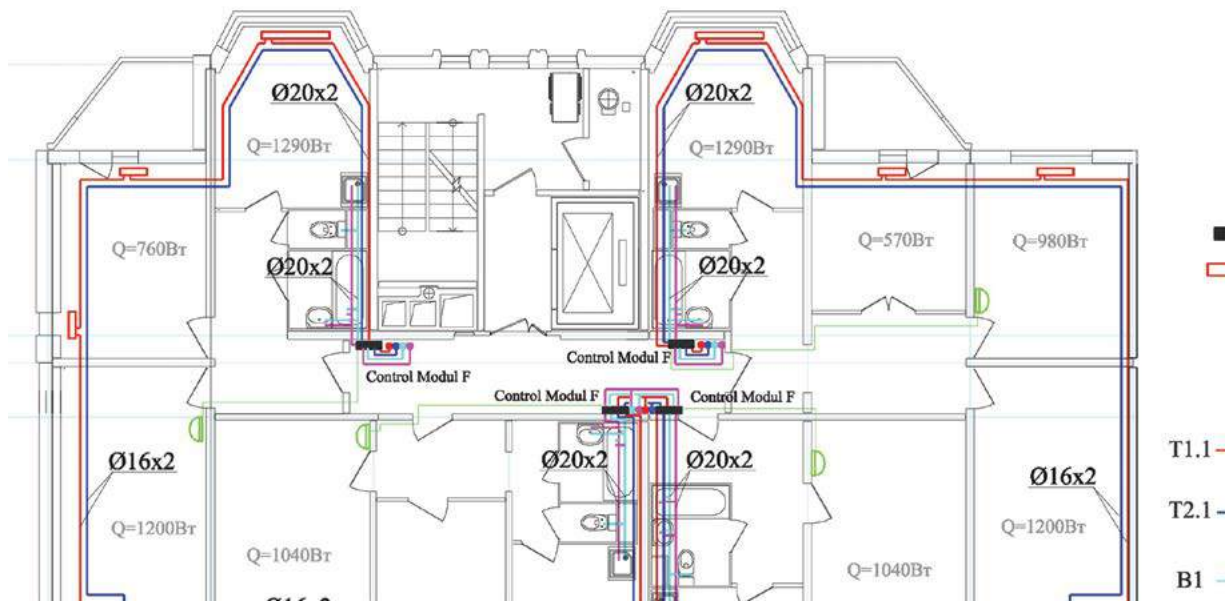 Ø20x2
Ø20x2
Q=1290Вт
Q=1290Вт
Q=760Вт
Q=570Вт
Q=980Вт
Ø20x2
Ø20x2
Control Modul F
Control Modul F
Control Modul F
Control Modul F
Ø16x2
Ø20x2
Ø20x2
Ø16x2
T1.1
T2.1
Q=1200Вт
Q=1040Вт
Q=1200Вт
Q=1040Вт
B1